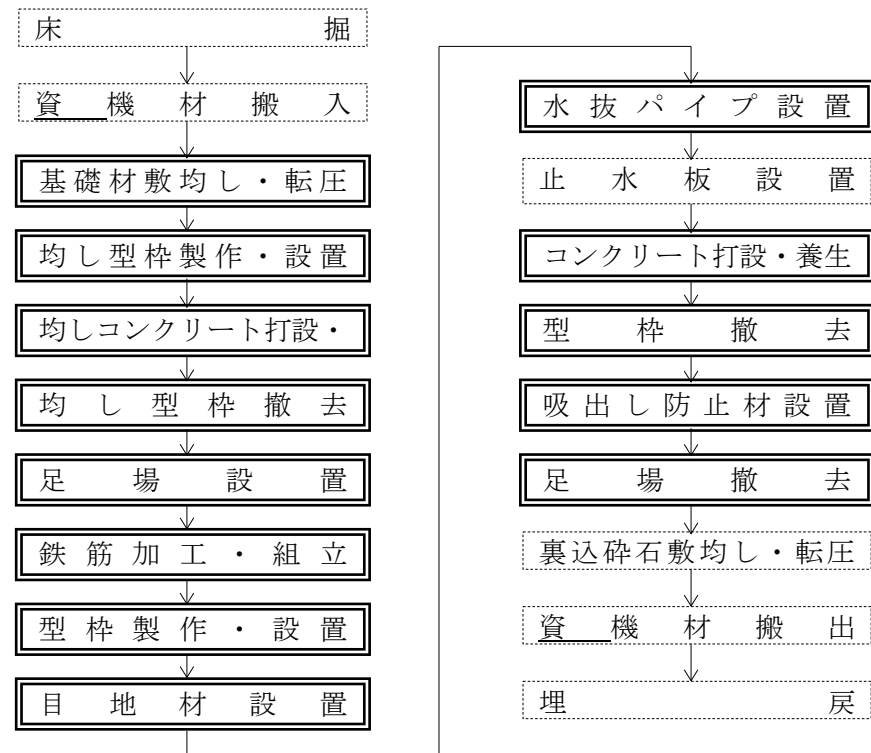 床掘
資機材搬入
基礎材敷均し・転圧
均し型枠製作・設置
均しコンクリート打設・
均し型枠撤去
足場設置
鉄筋加工・組立
型枠製作・設置
目地材設置
水抜パイプ設置
止水板設置
コンクリート打設・養生
型枠撤去
吸出し防止材設置
足場撤去
裏込砕石敷均し・転圧
資機材搬出
埋戻